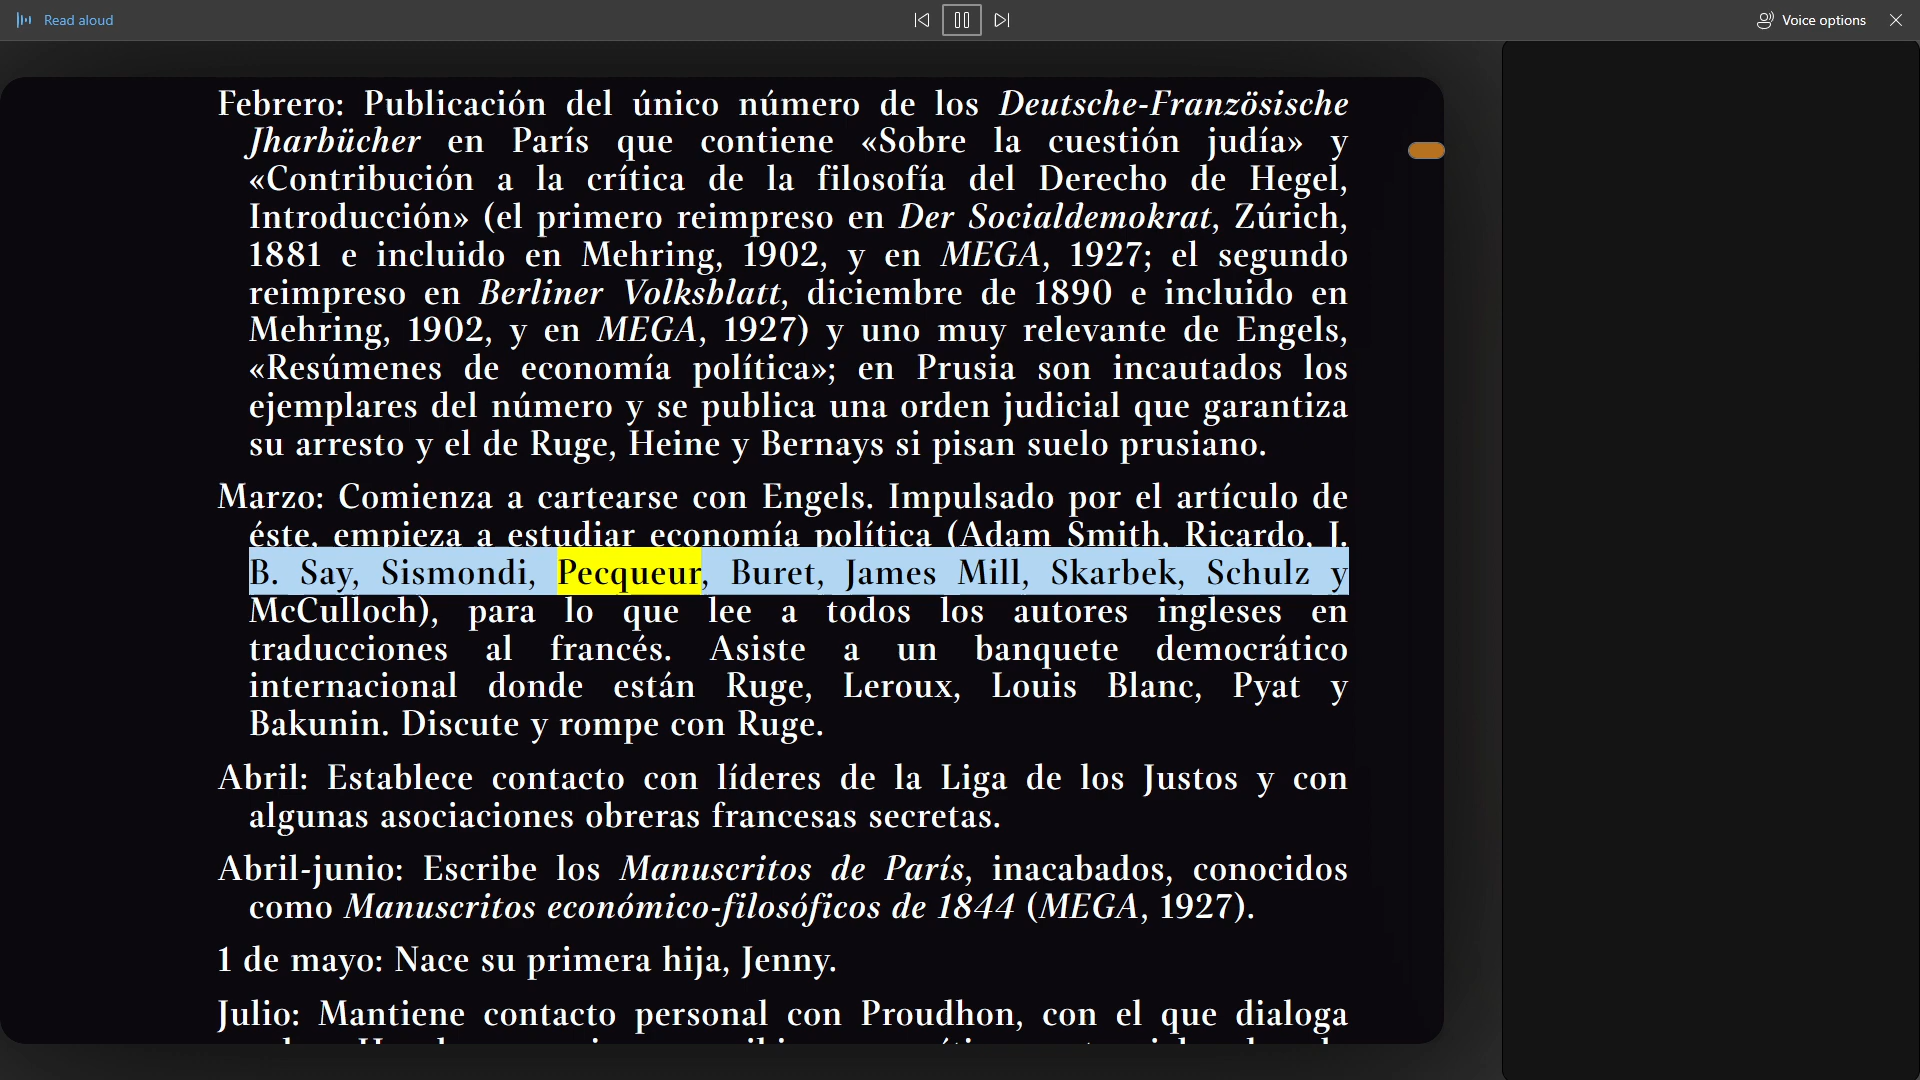 Read aloud
Voice options
Febrero: Publicación del único número de los Deutsche-Französische
Jharbücher en París que contiene «Sobre la cuestión judía» y
«Contribución a la crítica de la filosofía del Derecho de Hegel,
Introducción» (el primero reimpreso en Der Socialdemokrat, Zúrich,
1881 e incluido en Mehring, 1902, y en MEGA, 1927; el segundo
reimpreso en Berliner Volksblatt, diciembre de 1890 e incluido en
Mehring, 1902, y en MEGA, 1927) y uno muy relevante de Engels,
«Resúmenes de economía política»; en Prusia son incautados los
ejemplares del número y se publica una orden judicial que garantiza
su arresto y el de Ruge, Heine y Bernays si pisan suelo prusiano.
Marzo: Comienza a cartearse con Engels. Impulsado por el artículo de
éste, empieza a estudiar economía política (Adam Smith, Ricardo, J.
B. Say, Sismondi, Pecqueur, Buret, James Mill, Skarbek, Schulz y
McCulloch), para lo que lee a todos los autores ingleses en
traducciones al francés. Asiste a un banquete democrático
internacional donde están Ruge, Leroux, Louis Blanc, Pyat y
Bakunin. Discute y rompe con Ruge.
Abril: Establece contacto con líderes de la Liga de los Justos y con
algunas asociaciones obreras francesas secretas.
Abril-junio: Escribe los Manuscritos de París, inacabados, conocidos
como Manuscritos económico-filosóficos de 1844 (MEGA, 1927).
1 de mayo: Nace su primera hija, Jenny.
Julio: Mantiene contacto personal con Proudhon, con el que dialoga